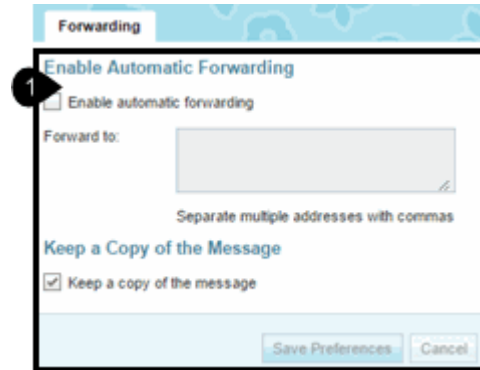 Forwarding
Enable Automatic Forwarding
1
Enable automatic forwarding
Forward to:
Separate multiple addresses with commas
Keep a Copy of the Message
Keep a copy of the message
Save Preferences Cancel